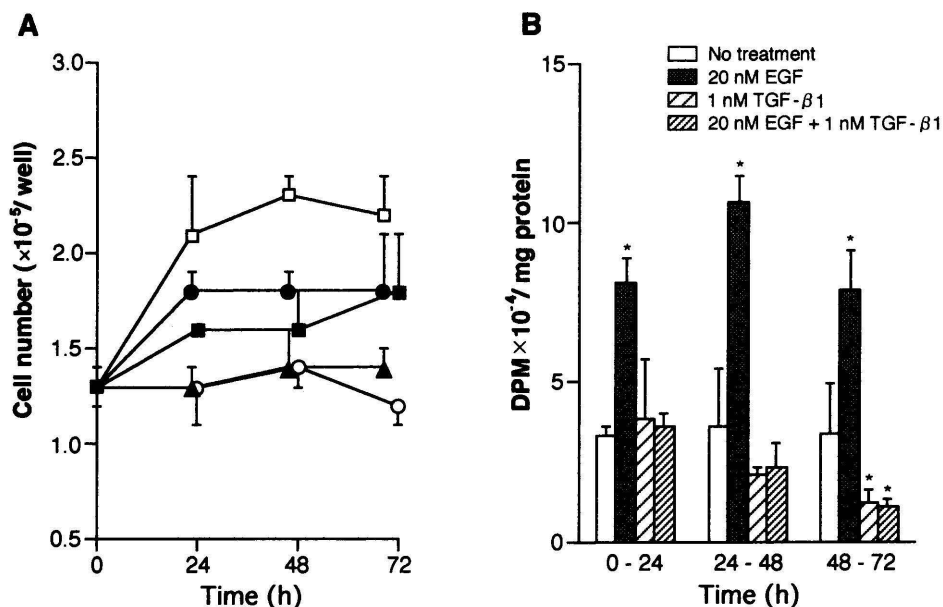 A
3.0
2.5
2.0
1.5
1.0
0.5
Cell number (×10⁻⁵/ well)
0
24
48
72
Time (h)
B
No treatment
20 nM EGF
1 nM TGF-β1
20 nM EGF + 1 nM TGF-β1
15
10
5
0
DPM ×10⁻⁴/ mg protein
*
*
*
*
*
0 - 24
24 - 48
48 - 72
Time (h)